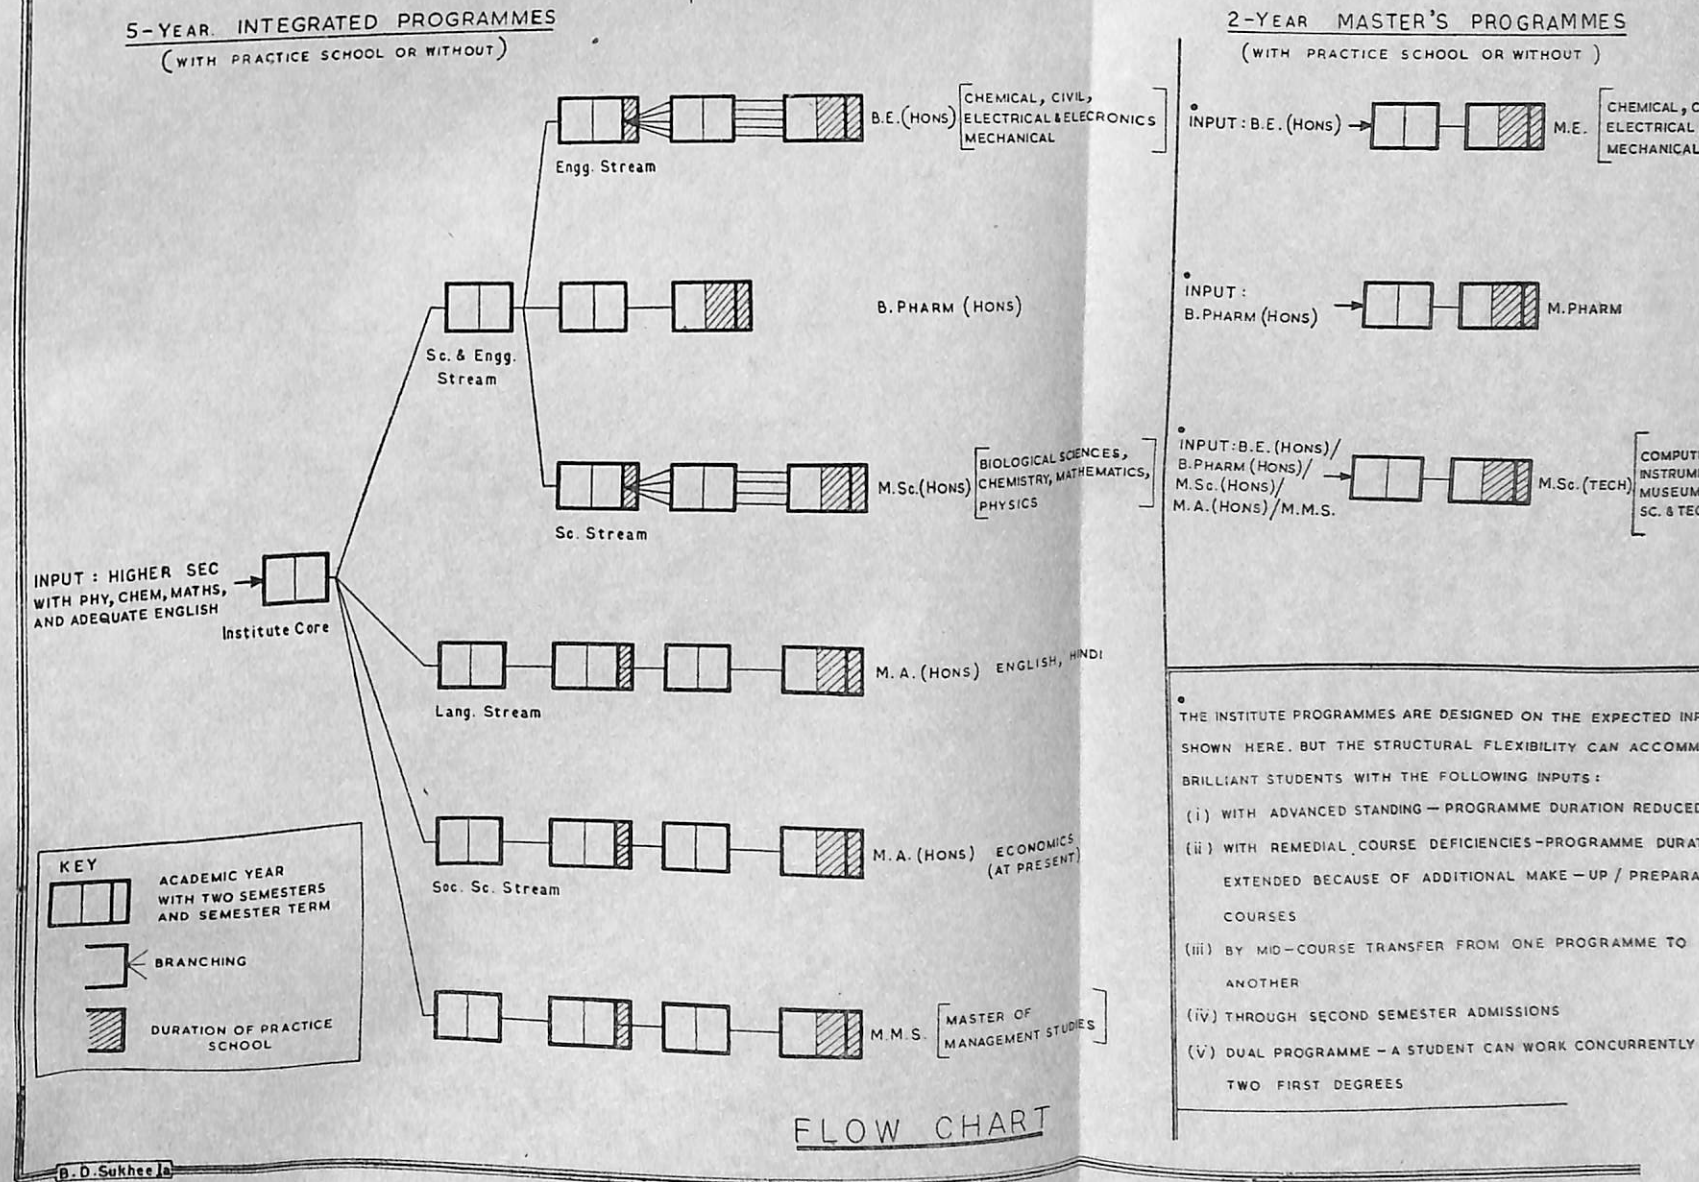 5-YEAR. INTEGRATED PROGRAMMES
(WITH PRACTICE SCHOOL OR WITHOUT)
B.E.(HONS)
CHEMICAL, CIVIL,
ELECTRICAL & ELECRONICS
MECHANICAL
Engg. Stream
B.PHARM (HONS)
Sc. & Engg.
Stream
M.Sc.(HONS)
BIOLOGICAL SCIENCES,
CHEMISTRY, MATHEMATICS,
PHYSICS
Sc. Stream
INPUT : HIGHER SEC
WITH PHY, CHEM, MATHS,
AND ADEQUATE ENGLISH
Institute Core
M.A.(HONS) ENGLISH, HINDI
Lang. Stream
M.A.(HONS) ECONOMICS
(AT PRESENT)
Soc. Sc. Stream
M.M.S.
MASTER OF
MANAGEMENT STUDIES
KEY
ACADEMIC YEAR
WITH TWO SEMESTERS
AND SEMESTER TERM
BRANCHING
DURATION OF PRACTICE
SCHOOL
FLOW CHART
B.D.Sukheeja
2-YEAR MASTER'S PROGRAMMES
(WITH PRACTICE SCHOOL OR WITHOUT)
INPUT : B.E.(HONS)
M.E.
CHEMICAL,
ELECTRICAL
MECHANICAL
INPUT :
B.PHARM (HONS)
M.PHARM
INPUT:B.E.(HONS)/
B.PHARM (HONS)/
M.Sc.(HONS)/
M.A.(HONS)/M.M.S.
M.Sc.(TECH)
MUSEUM
SC. &
THE INSTITUTE PROGRAMMES ARE DESIGNED ON THE EXPECTED
SHOWN HERE. BUT THE STRUCTURAL FLEXIBILITY CAN
BRILLIANT STUDENTS WITH THE FOLLOWING INPUTS :
(i) WITH ADVANCED STANDING — PROGRAMME DURATION REDUCED
(ii) WITH REMEDIAL COURSE DEFICIENCIES-PROGRAMME
EXTENDED BECAUSE OF ADDITIONAL MAKE-UP /
COURSES
(iii) BY MID-COURSE TRANSFER FROM ONE PROGRAMME TO
ANOTHER
(iv) THROUGH SECOND SEMESTER ADMISSIONS
(v) DUAL PROGRAMME — A STUDENT CAN WORK CONCURRENTLY
TWO FIRST DEGREES